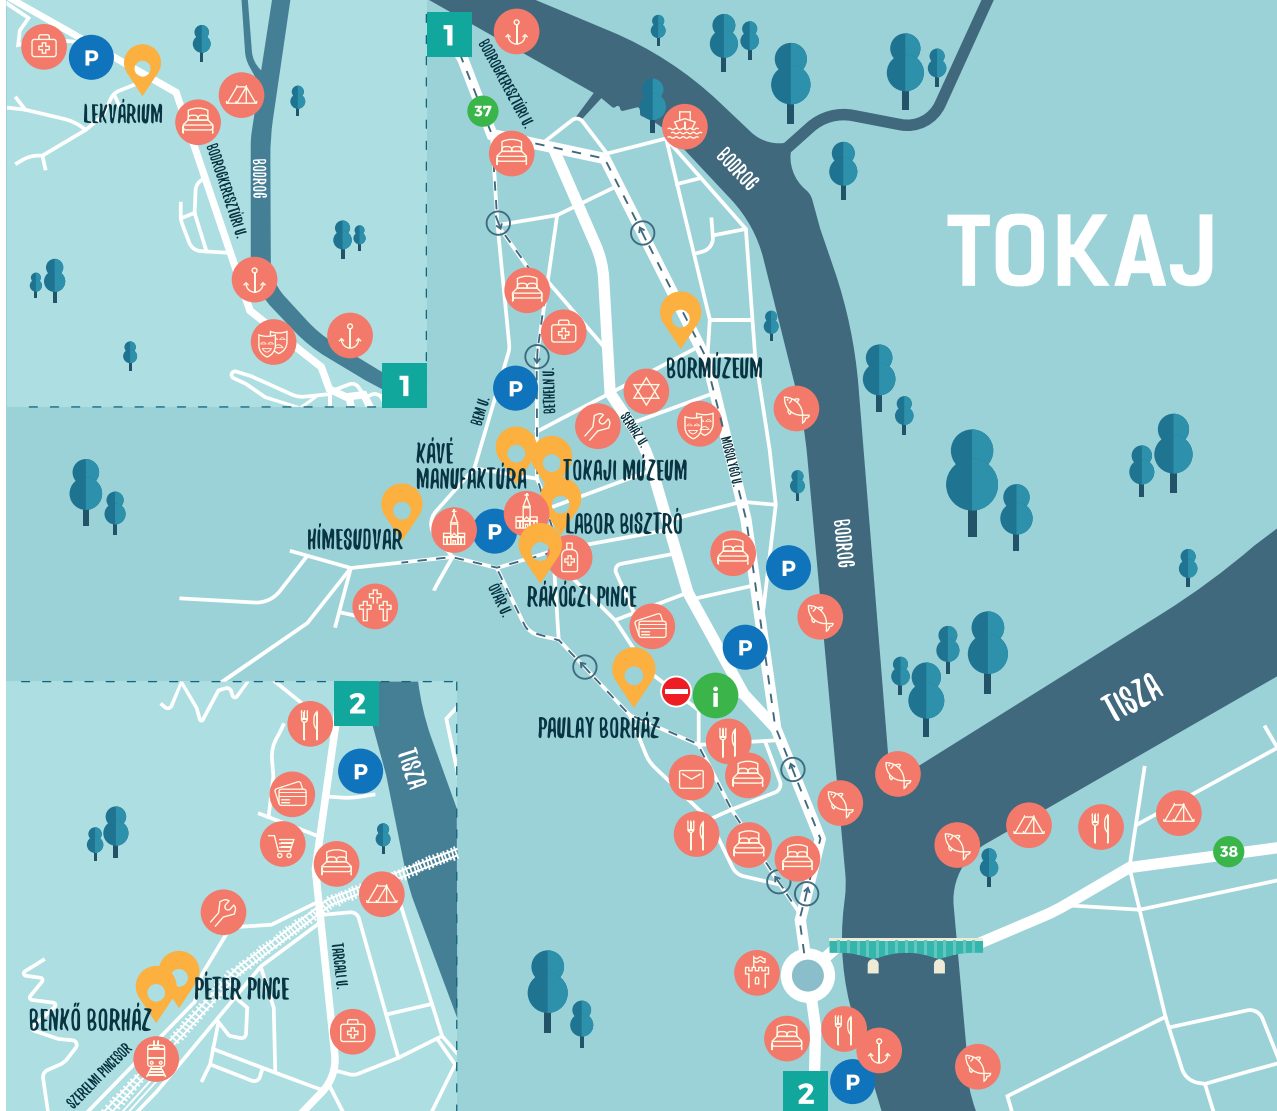 P
LEKVÁRIUM
BODROGKERESZTÚRI U.
BODROG
1
1
BODROGKERESZTÚRI U.
37
BODROG
TOKAJ
BORMÚZEUM
P
BEM U.
BETHELN U.
SERHÁZ U.
MOSOLYGÓ U.
KÁVÉ
MANUFAKTÚRA
TOKAJI MÚZEUM
HÍMESUDVAR
P
LABOR BISZTRÓ
RÁKÓCZI PINCE
ÓVÁR U.
BODROG
P
P
i
PAULAY BORHÁZ
TISZA
38
2
P
TISZA
TARCALI U.
PÉTER PINCE
BENKŐ BORHÁZ
SZERELMI PINCESOR
2
P